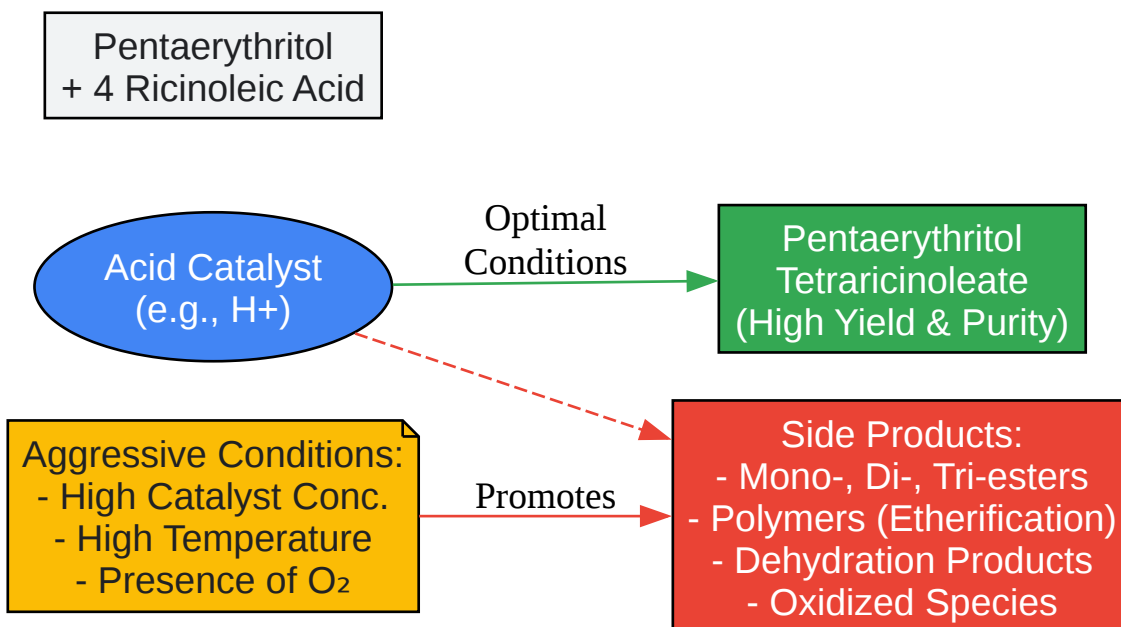 Pentaerythritol
+ 4 Ricinoleic Acid
Acid Catalyst
(e.g., H+)
Optimal
Conditions
Pentaerythritol
Tetraricinoleate
(High Yield & Purity)
Aggressive Conditions:
- High Catalyst Conc.
- High Temperature
- Presence of O₂
Promotes
Side Products:
- Mono-, Di-, Tri-esters
- Polymers (Etherification)
- Dehydration Products
- Oxidized Species